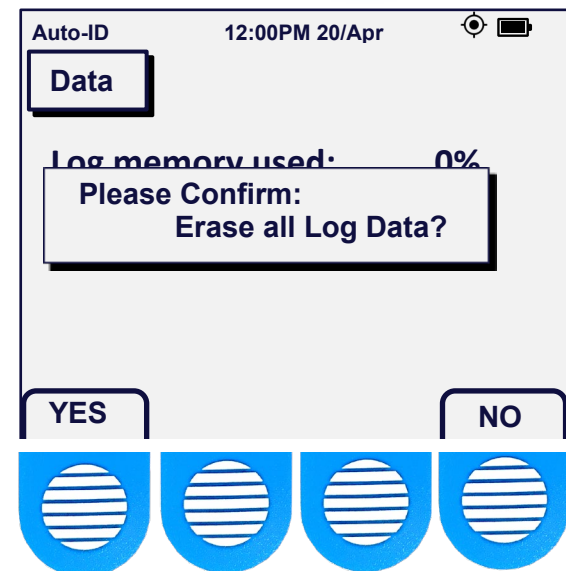 Auto-ID 12:00PM 20/Apr
Data
Log memory used: 0%
Please Confirm:
Erase all Log Data?
YES NO